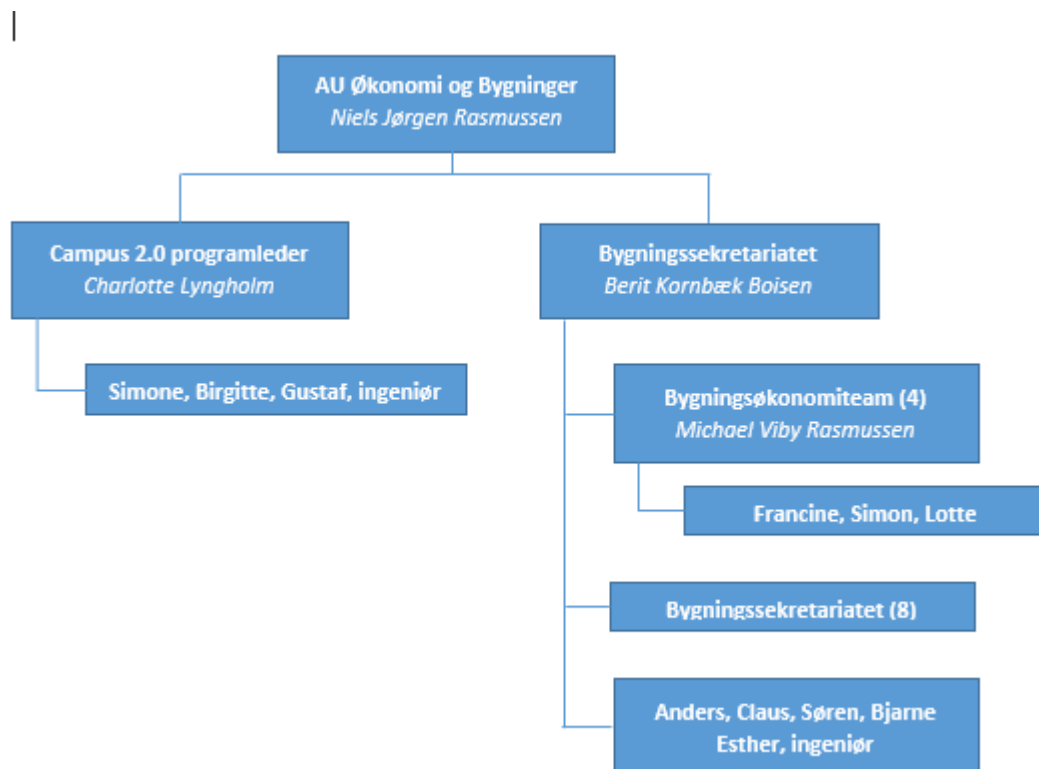 AU Økonomi og Bygninger
Niels Jørgen Rasmussen
Campus 2.0 programleder
Charlotte Lyngholm
Simone, Birgitte, Gustaf, ingeniør
Bygningssekretariatet
Berit Kornbæk Boisen
Bygningsøkonomiteam (4)
Michael Viby Rasmussen
Francine, Simon, Lotte
Bygningssekretariatet (8)
Anders, Claus, Søren, Bjarne
Esther, ingeniør